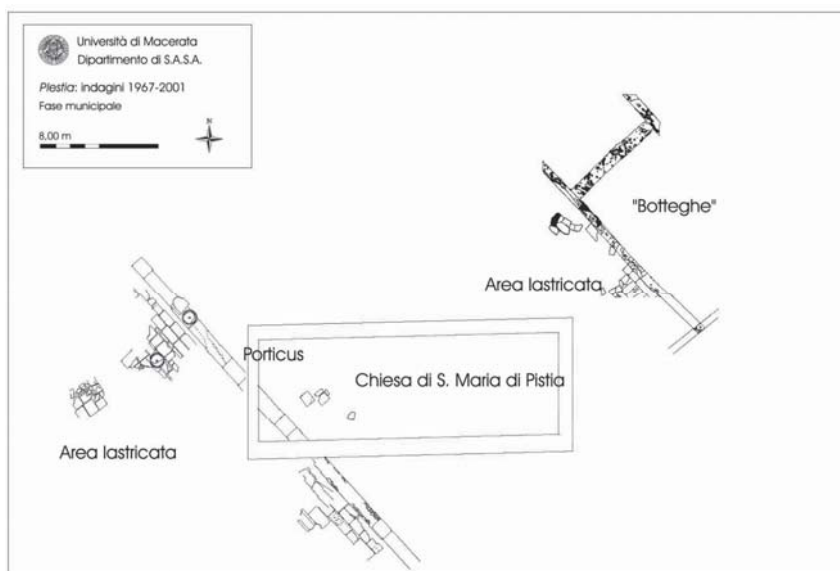 Università di Macerata
Dipartimento di S.A.S.A.
Plestia: indagini 1967-2001
Fase municipale
8,00 m
N
"Botteghe"
Area lastricata
Porticus
Chiesa di S. Maria di Pistia
Area lastricata